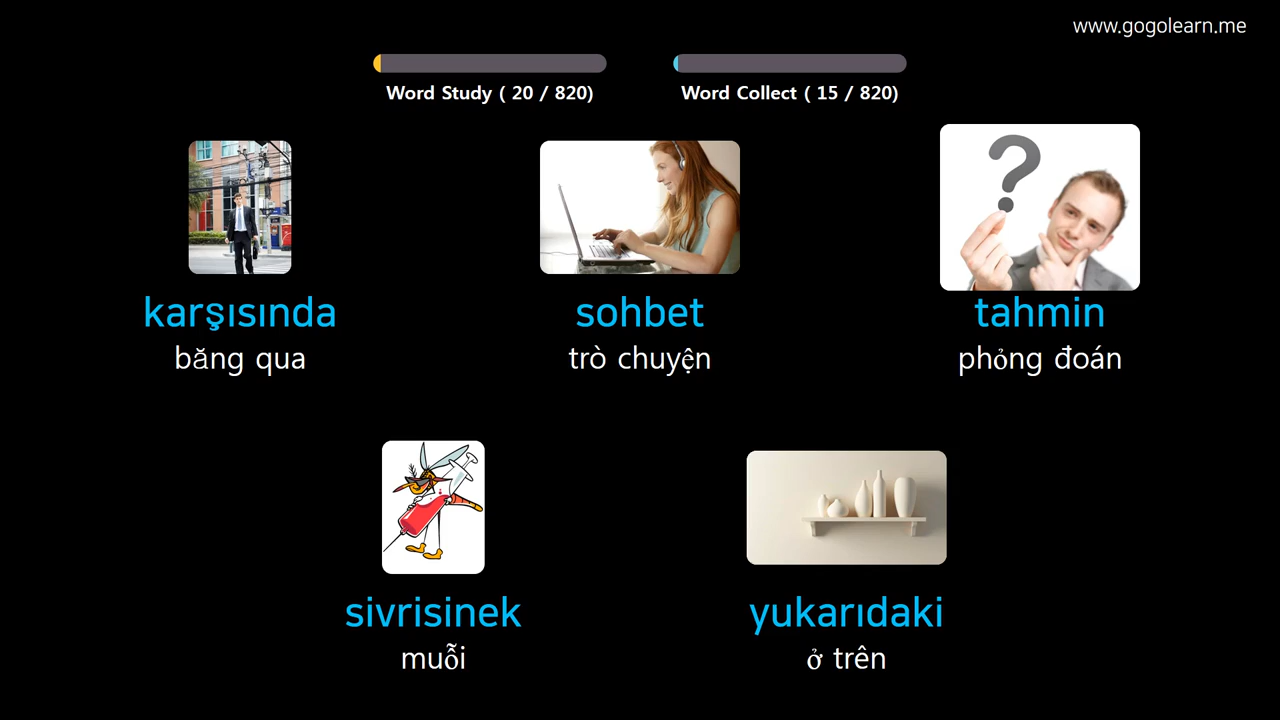 www.gogolearn.me
Word Study ( 20 / 820)
Word Collect ( 15 / 820)
karşısında
băng qua
sohbet
trò chuyện
tahmin
phỏng đoán
sivrisinek
muỗi
yukarıdaki
ở trên